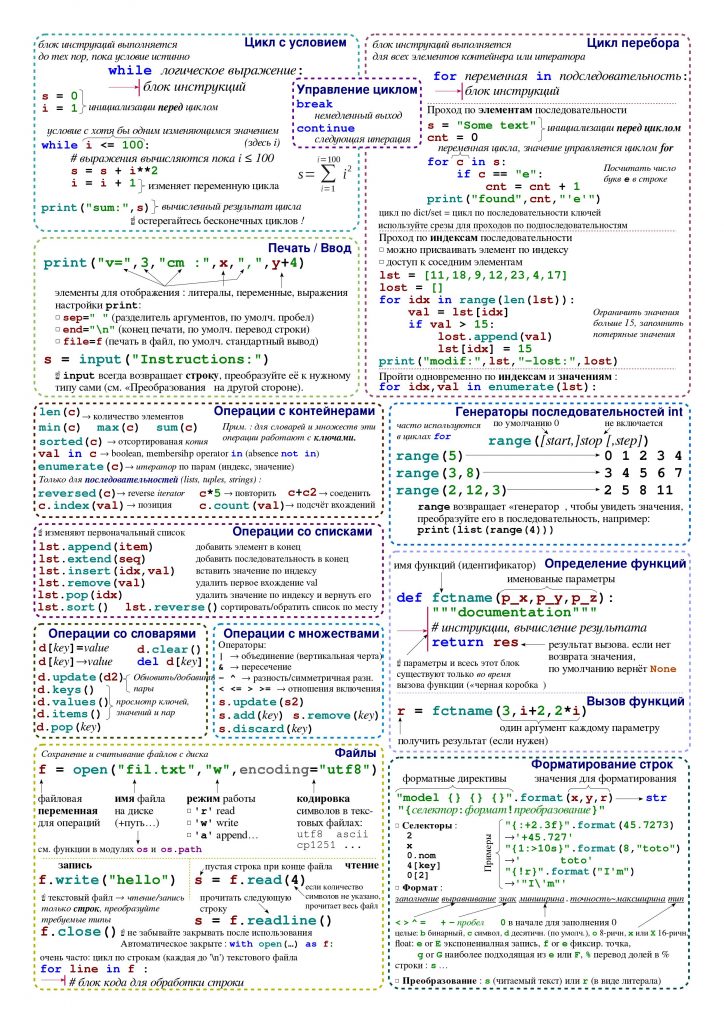 Цикл с условием
блок инструкций выполняется
до тех пор, пока условие истинно
while логическое выражение:
блок инструкций
s = 0
i = 1
инициализации перед циклом
условие с хотя бы одним изменяющимся значением
(здесь i)
while i <= 100:
# выражения вычисляются пока i ≤ 100
s = s + i**2
i = i + 1
изменяет переменную цикла
print("sum:",s)
вычисленный результат цикла
остерегайтесь бесконечных циклов !
i=100
s= ∑ i²
i=1
Управление циклом
break
немедленный выход
continue
следующая итерация
Цикл перебора
блок инструкций выполняется
для всех элементов контейнера или итератора
for переменная in подследовательность:
блок инструкций
Проход по элементам последовательности
s = "Some text"
cnt = 0
инициализации перед циклом
переменная цикла, значение управляется циклом for
for c in s:
if c == "e":
cnt = cnt + 1
print("found",cnt,"'e'")
Посчитать число
букв e в строке
цикл по dict/set = цикл по последовательности ключей
используйте срезы для проходов по подпоследовательностям
Проход по индексам последовательности
□ можно присваивать элемент по индексу
□ доступ к соседним элементам
lst = [11,18,9,12,23,4,17]
lost = []
for idx in range(len(lst)):
val = lst[idx]
if val > 15:
lost.append(val)
lst[idx] = 15
print("modif:",lst,"-lost:",lost)
Ограничить значения
больше 15, запомнить
потеряные значения
Пройти одновременно по индексам и значениям :
for idx,val in enumerate(lst):
Печать / Ввод
print("v=",3,"cm :",x,",",y+4)
элементы для отображения : литералы, переменные, выражения
настройки print:
□ sep=" " (разделитель аргументов, по умолч. пробел)
□ end="\n" (конец печати, по умолч. перевод строки)
□ file=f (печать в файл, по умолч. стандартный вывод)
s = input("Instructions:")
input всегда возвращает строку, преобразуйте её к нужному
типу сами (см. «Преобразования на другой стороне).
Операции с контейнерами
len(c)→ количество элементов
min(c) max(c) sum(c)
Прим. : для словарей и множеств эти
операции работают с ключами.
sorted(c) → отсортированая копия
val in c → boolean, membersihp operator in (absence not in)
enumerate(c)→ итератор по парам (индекс, значение)
Только для последовательностей (lists, tuples, strings) :
reversed(c)→ reverse iterator c*5→ повторить c+c2→ соеденить
c.index(val)→ позиция c.count(val)→ подсчёт вхождений
Генераторы последовательностей int
часто используются
в циклах for
по умолчанию 0
не включается
range([start,]stop [,step])
range(5) 0 1 2 3 4
range(3,8) 3 4 5 6 7
range(2,12,3) 2 5 8 11
range возвращает «генератор , чтобы увидеть значения,
преобразуйте его в последовательность, например:
print(list(range(4)))
Операции со списками
изменяют первоначальный список
lst.append(item) добавить элемент в конец
lst.extend(seq) добавить последовательность в конец
lst.insert(idx,val) вставить значение по индексу
lst.remove(val) удалить первое вхождение val
lst.pop(idx) удалить значение по индексу и вернуть его
lst.sort() lst.reverse() сортировать/обратить список по месту
Определение функций
имя функций (идентификатор)
именованые параметры
def fctname(p_x,p_y,p_z):
"""documentation"""
# инструкции, вычисление результата
return res
результат вызова. если нет
возврата значения,
по умолчанию вернёт None
параметры и весьь этот блок
существуют только во время
вызова функции («черная коробка )
Вызов функций
r = fctname(3,i+2,2*i)
один аргумент каждому параметру
получить результат (если нужен)
Операции со словарями
d[key]=value d.clear()
d[key]→value del d[key]
d.update(d2) Обновить/добавить
пары
d.keys()
d.values() просмотр ключей,
d.items() значений и пар
d.pop(key)
Операции с множествами
Операторы:
| → объединение (вертикальная черта)
& → пересечение
- ^ → разность/симметричная разн.
< <= > >= → отношения включения
s.update(s2)
s.add(key) s.remove(key)
s.discard(key)
Файлы
Сохранение и считывание файлов с диска
f = open("fil.txt","w",encoding="utf8")
файловая
переменная
для операций
имя файла
на диске
(+путь…)
режим работы
□ 'r' read
□ 'w' write
□ 'a' append…
кодировка
символов в текс-
товых файлах:
utf8 ascii
cp1251 ...
см. функции в модулях os и os.path
запись
f.write("hello")
текстовый файл → чтение/запись
только строк, преобразуйте
требуемые типы
чтение
пустая строка при конце файла
s = f.read(4)
если количество
символов не указано,
прочитает весь файл
прочитать следующую
строку
s = f.readline()
f.close() не забывайте закрывать после использования
Автоматическое закрыте : with open(…) as f:
очень часто: цикл по строкам (каждая до '\n') текстового файла
for line in f :
# блок кода для обработки строки
Форматирование строк
форматные директивы
значения для форматирования
"model {} {} {}".format(x,y,r) str
"{селектор:формат!преобразование}"
□ Селекторы :
2
x
0.nom
4[key]
0[2]
Примеры
"{:+2.3f}".format(45.7273)
→'+45.727'
"{1:>10s}".format(8,"toto")
→' toto'
"{!r}".format("I'm")
→'"I\'m"'
□ Формат :
заполнение выравнивание знак миншрина . точность~максширина тип
< > ^ = + - пробел 0 в начале для заполнения 0
целые: b бинарный, c символ, d десятичн. (по умолч.), o 8-ричн, x или X 16-ричн
float: e or E экспоненциалная запись, f or e фиксир. точка,
g or G наиболее подходящая из e или F, % перевод долей в %
строки : s …
□ Преобразование : s (читаемый текст) или r (в виде литерала)